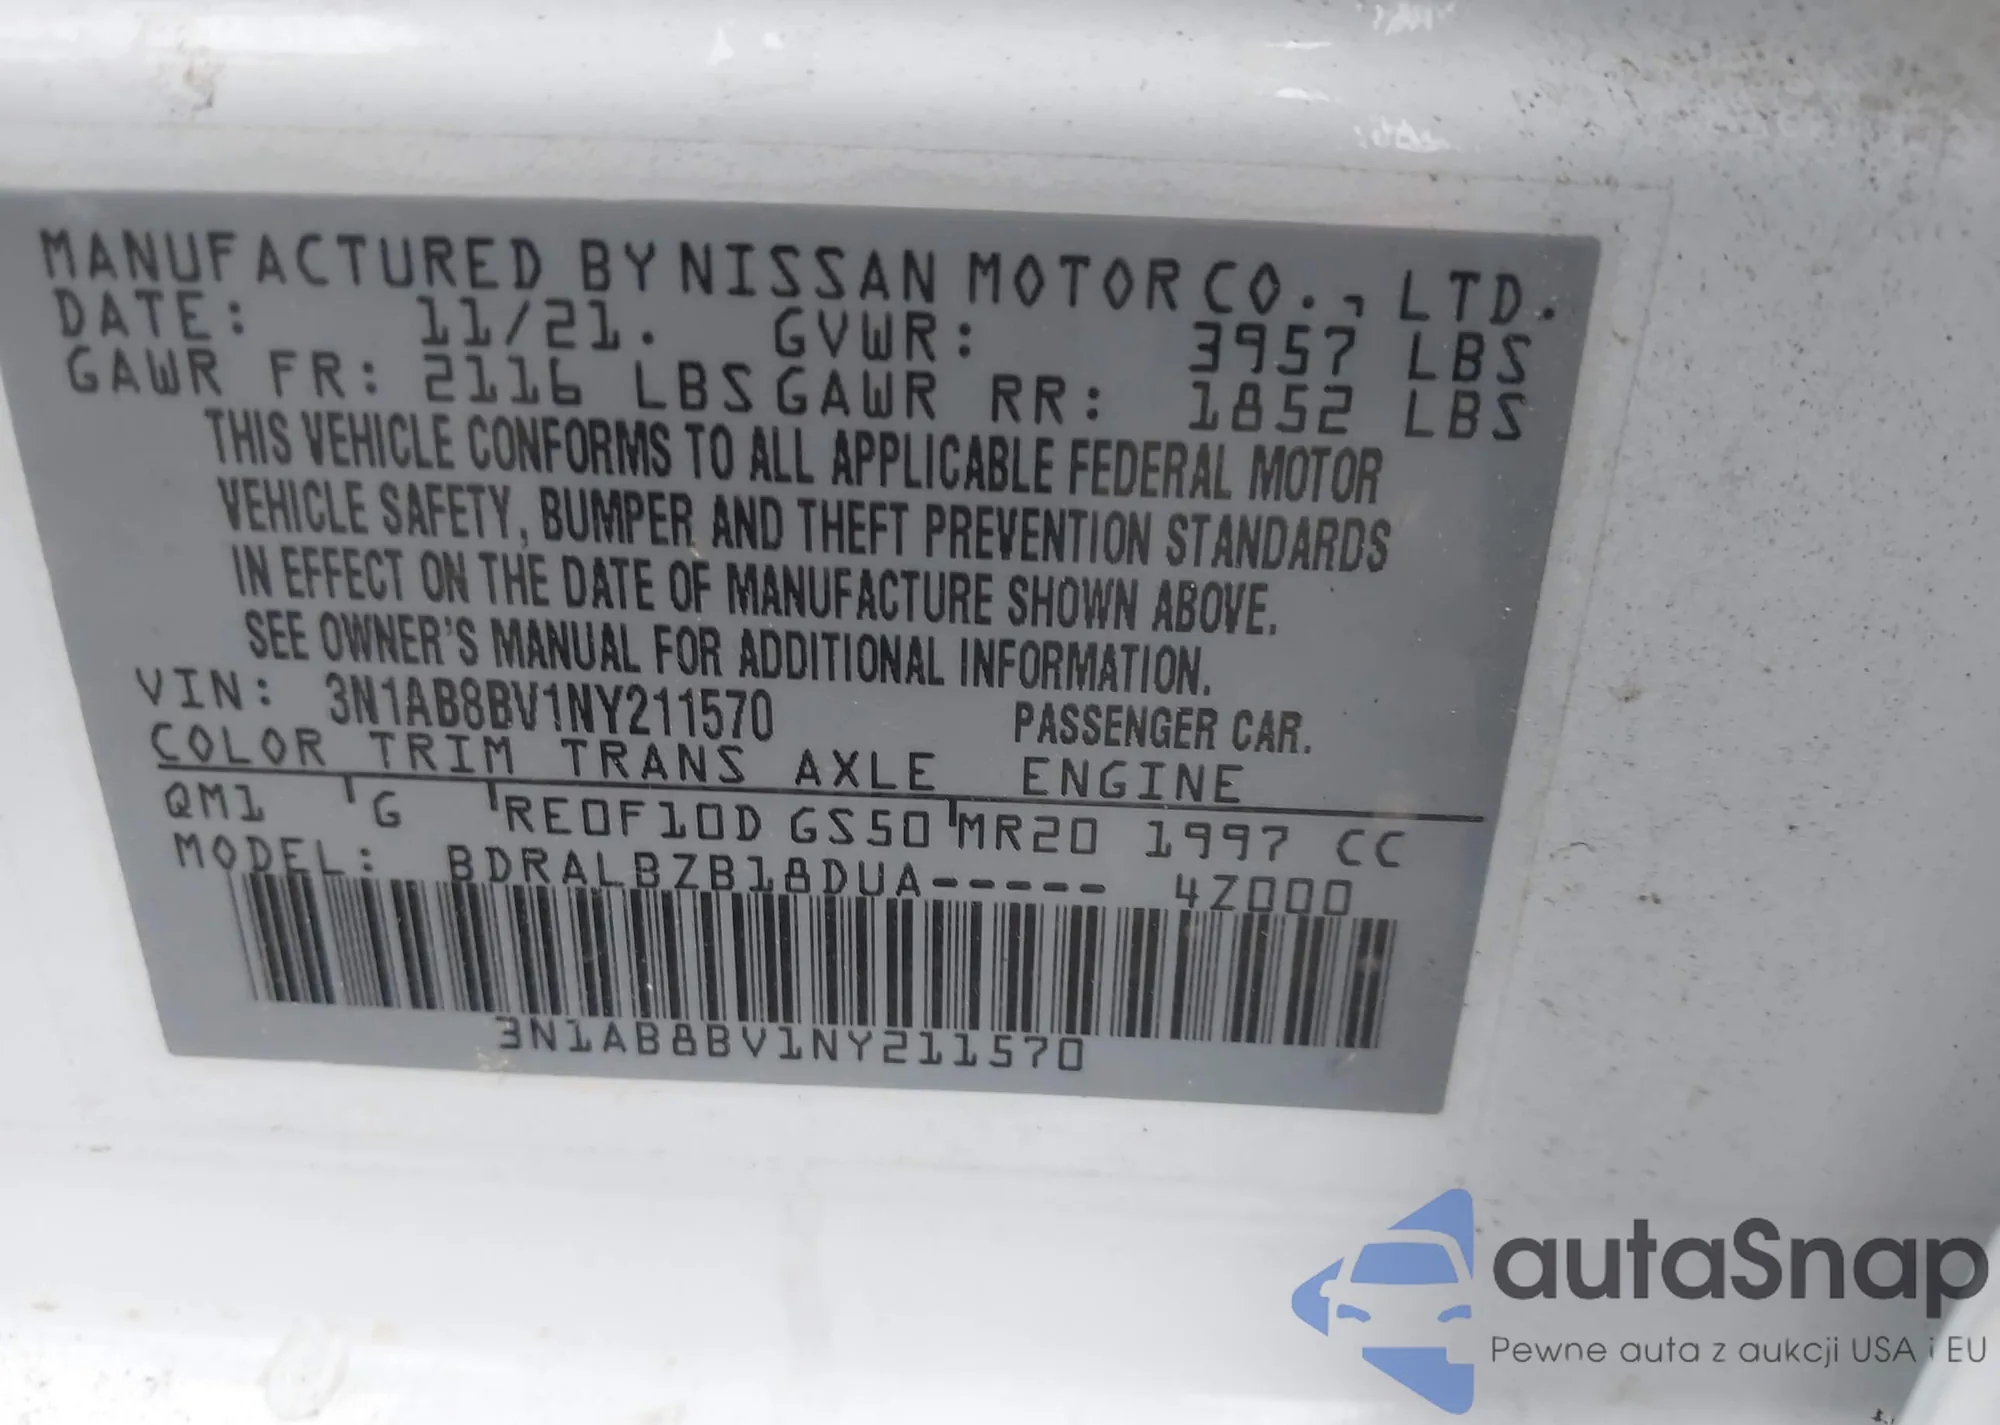 MANUFACTURED BY NISSAN MOTOR CO., LTD.
DATE: 11/21. GVWR: 3957 LBS
GAWR FR: 2116 LBS GAWR RR: 1852 LBS
THIS VEHICLE CONFORMS TO ALL APPLICABLE FEDERAL MOTOR
VEHICLE SAFETY, BUMPER AND THEFT PREVENTION STANDARDS
IN EFFECT ON THE DATE OF MANUFACTURE SHOWN ABOVE.
SEE OWNER'S MANUAL FOR ADDITIONAL INFORMATION.
VIN: 3N1AB8BV1NY211570 PASSENGER CAR.
COLOR TRIM TRANS AXLE ENGINE
QM1 G RE0F10D GS50 MR20 1997 CC
MODEL: BDRALBZB18DUA----- 4Z000
3N1AB8BV1NY211570
autaSnap
Pewne auta z aukcji USA i EU